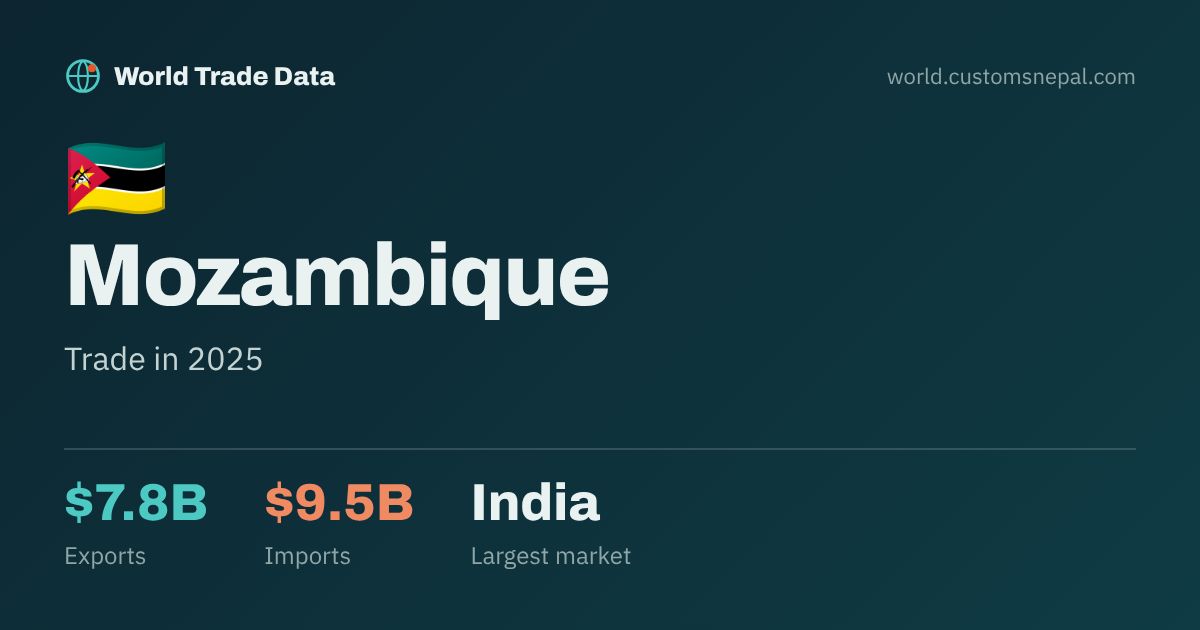 World Trade Data
world.customsnepal.com
Mozambique
Trade in 2025
$7.8B
$9.5B
India
Exports
Imports
Largest market